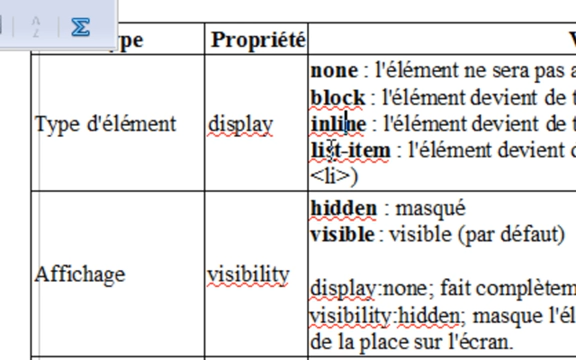 ype
Propriété
Type d'élément
display
none : l'élément ne sera pas
block : l'élément devient de
inline : l'élément devient de
list-item : l'élément devient
<li>)
Affichage
visibility
hidden : masqué
visible : visible (par défaut)
display:none; fait complètem
visibility:hidden; masque l'él
de la place sur l'écran.